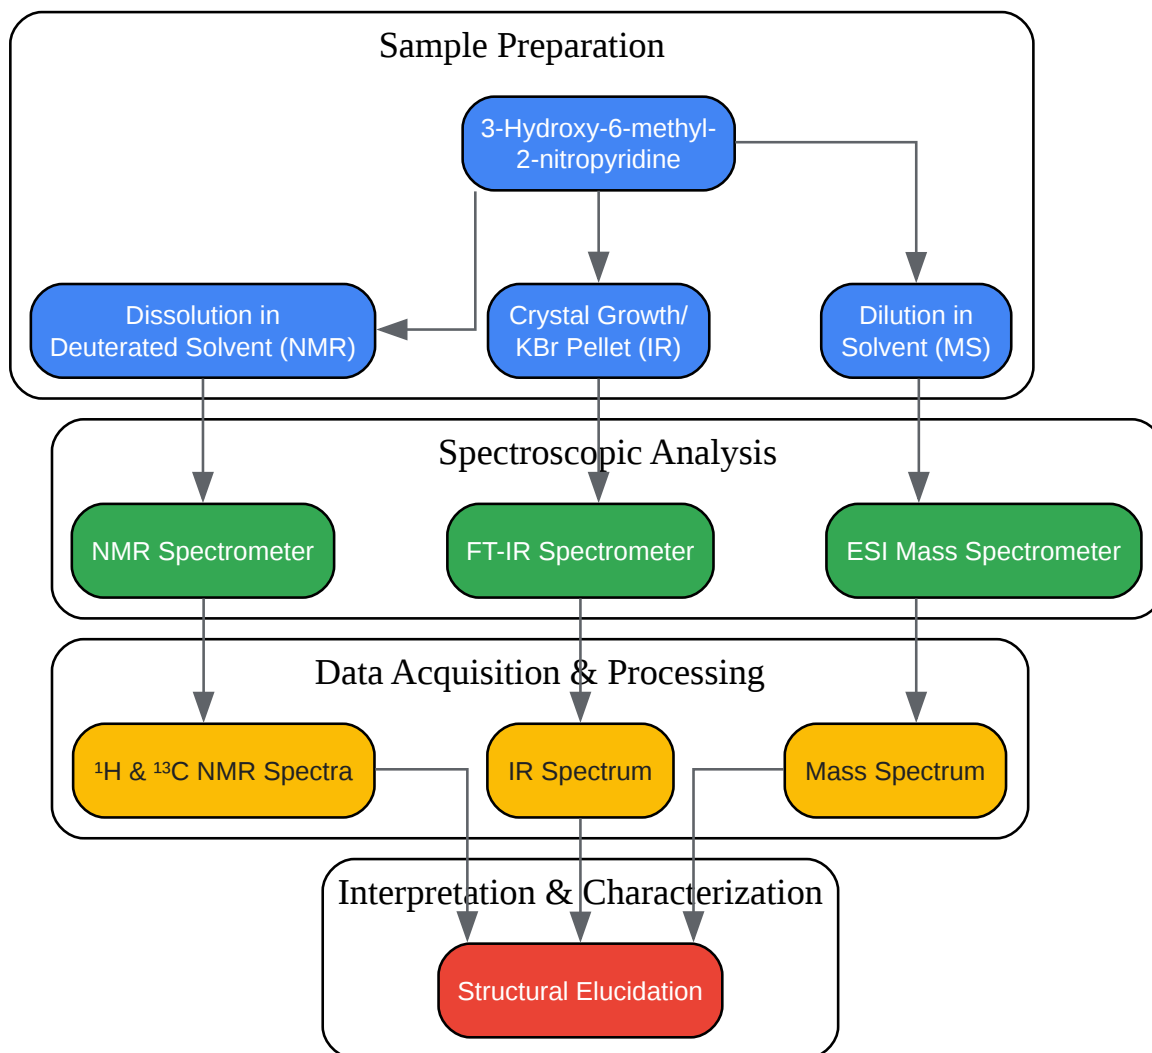 Sample Preparation
3-Hydroxy-6-methyl-
2-nitropyridine
Dissolution in
Deuterated Solvent (NMR)
Crystal Growth/
KBr Pellet (IR)
Dilution in
Solvent (MS)
Spectroscopic Analysis
NMR Spectrometer
FT-IR Spectrometer
ESI Mass Spectrometer
Data Acquisition & Processing
¹H & ¹³C NMR Spectra
IR Spectrum
Mass Spectrum
Interpretation & Characterization
Structural Elucidation